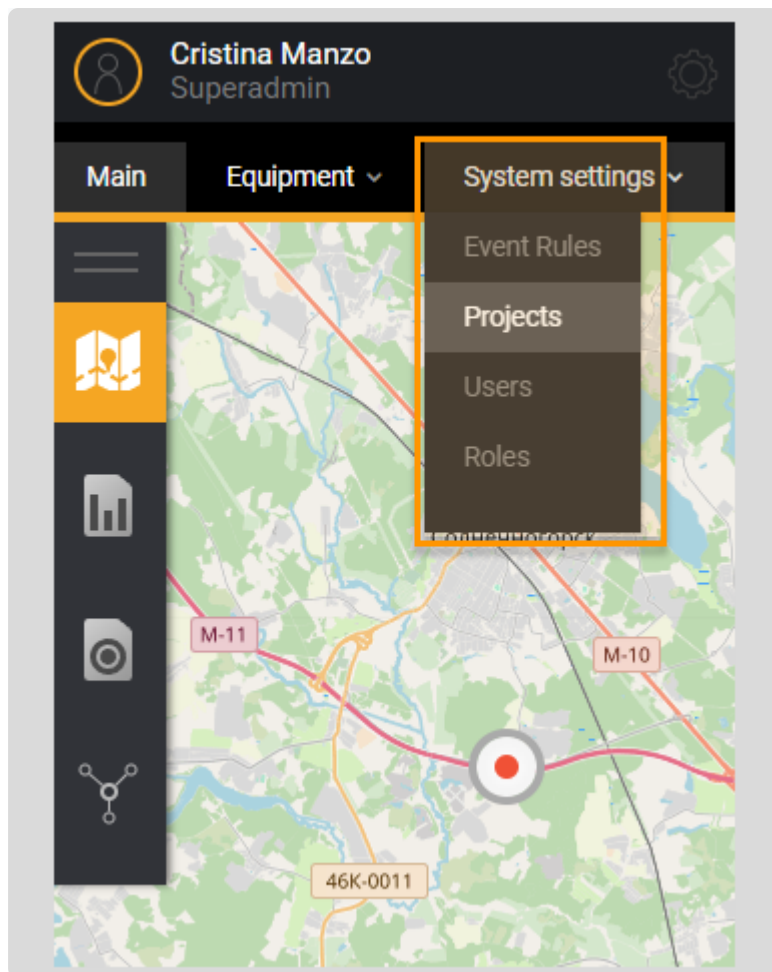 Cristina Manzo
Superadmin
Main Equipment System settings
Event Rules
Projects
Users
Roles
M-11
M-10
46K-0011